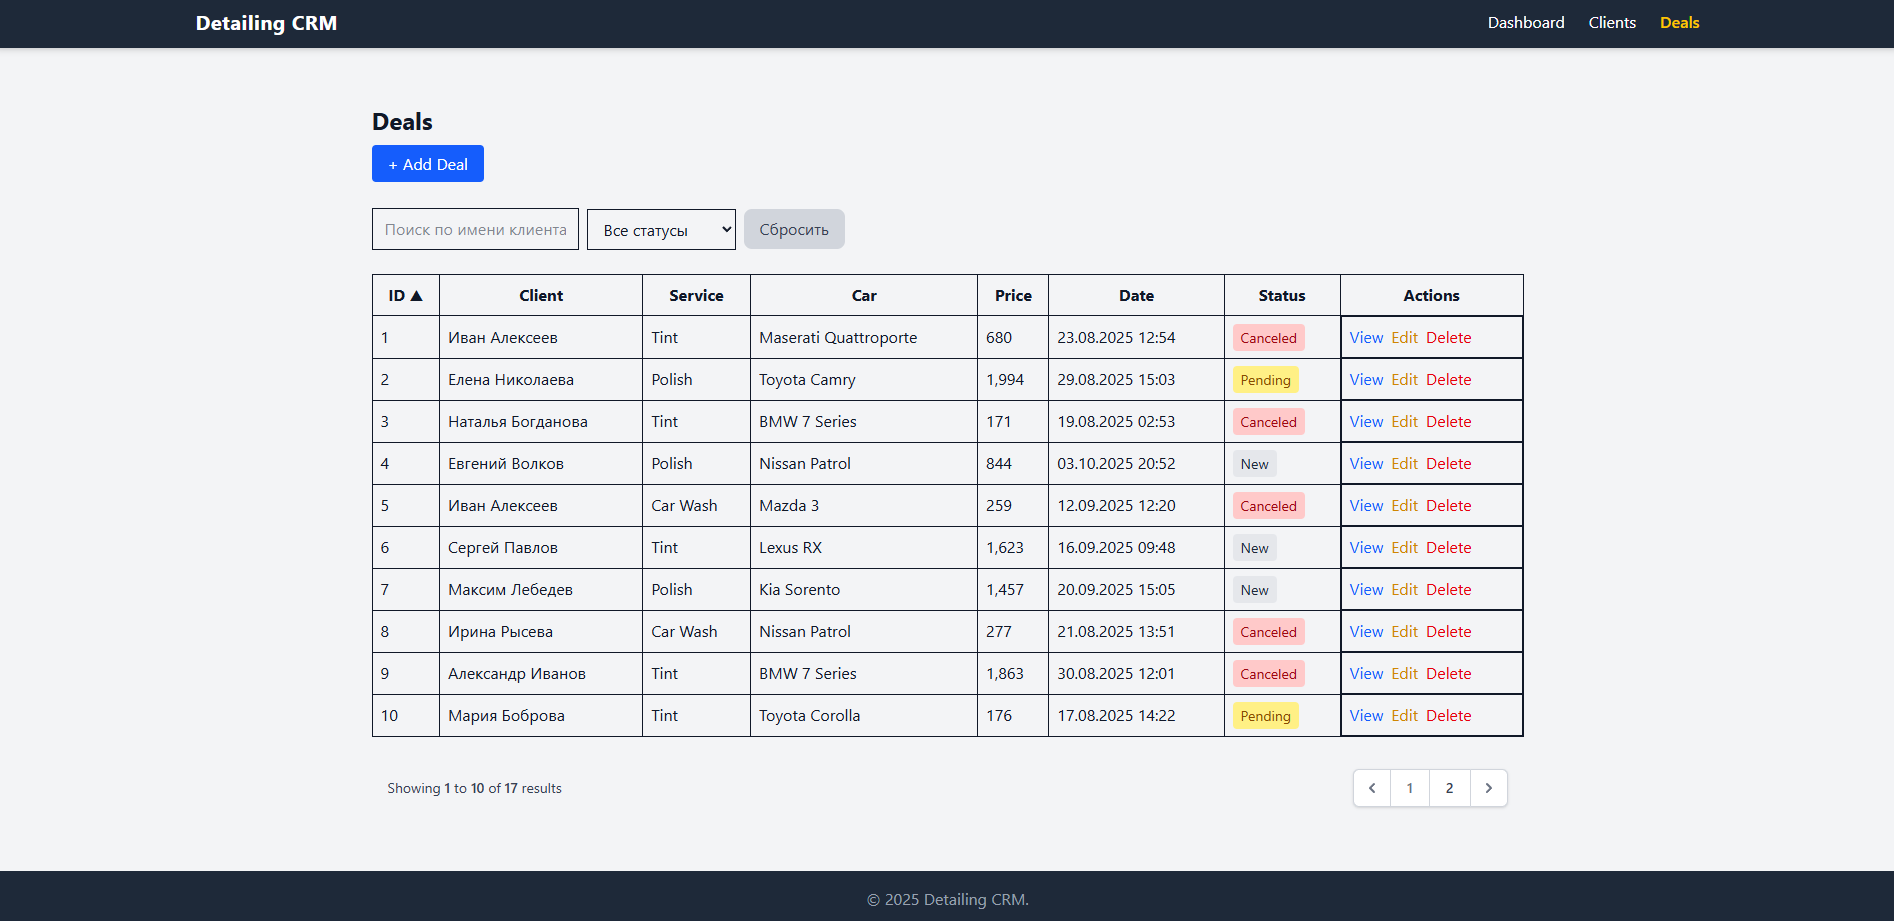 Detailing CRM Dashboard Clients Deals
Deals
+ Add Deal
Поиск по имени клиента Все статусы Сбросить
ID ▲ Client Service Car Price Date Status Actions
1 Иван Алексеев Tint Maserati Quattroporte 680 23.08.2025 12:54 Canceled View Edit Delete
2 Елена Николаева Polish Toyota Camry 1,994 29.08.2025 15:03 Pending View Edit Delete
3 Наталья Богданова Tint BMW 7 Series 171 19.08.2025 02:53 Canceled View Edit Delete
4 Евгений Волков Polish Nissan Patrol 844 03.10.2025 20:52 New View Edit Delete
5 Иван Алексеев Car Wash Mazda 3 259 12.09.2025 12:20 Canceled View Edit Delete
6 Сергей Павлов Tint Lexus RX 1,623 16.09.2025 09:48 New View Edit Delete
7 Максим Лебедев Polish Kia Sorento 1,457 20.09.2025 15:05 New View Edit Delete
8 Ирина Рысева Car Wash Nissan Patrol 277 21.08.2025 13:51 Canceled View Edit Delete
9 Александр Иванов Tint BMW 7 Series 1,863 30.08.2025 12:01 Canceled View Edit Delete
10 Мария Боброва Tint Toyota Corolla 176 17.08.2025 14:22 Pending View Edit Delete
Showing 1 to 10 of 17 results 1 2
© 2025 Detailing CRM.